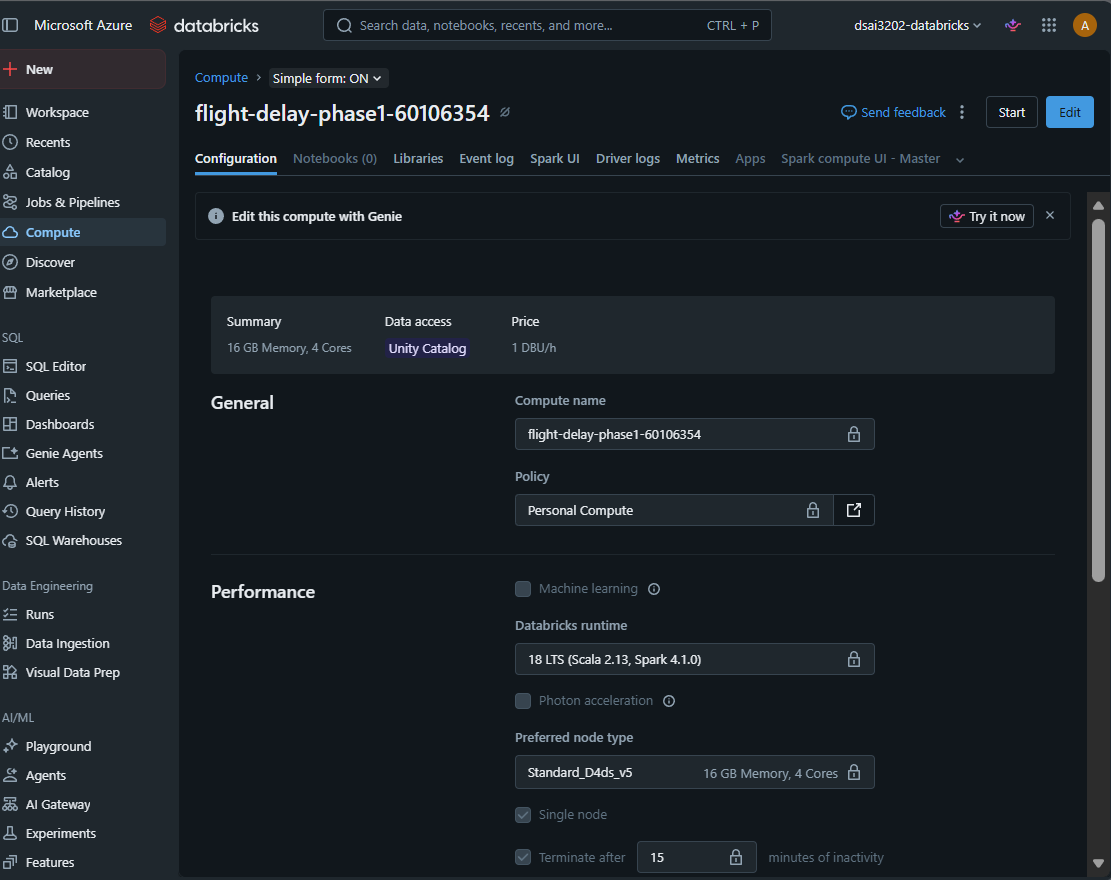 Microsoft Azure
databricks
Search data, notebooks, recents, and more...
CTRL + P
dsai3202-databricks
A
New
Workspace
Recents
Catalog
Jobs & Pipelines
Compute
Discover
Marketplace
SQL
SQL Editor
Queries
Dashboards
Genie Agents
Alerts
Query History
SQL Warehouses
Data Engineering
Runs
Data Ingestion
Visual Data Prep
AI/ML
Playground
Agents
AI Gateway
Experiments
Features
Compute > Simple form: ON
flight-delay-phase1-60106354
Send feedback
Start
Edit
Configuration Notebooks (0) Libraries Event log Spark UI Driver logs Metrics Apps Spark compute UI - Master
Edit this compute with Genie
Try it now
Summary Data access Price
16 GB Memory, 4 Cores Unity Catalog 1 DBU/h
General
Compute name
flight-delay-phase1-60106354
Policy
Personal Compute
Performance
Machine learning
Databricks runtime
18 LTS (Scala 2.13, Spark 4.1.0)
Photon acceleration
Preferred node type
Standard_D4ds_v5 16 GB Memory, 4 Cores
Single node
Terminate after 15 minutes of inactivity